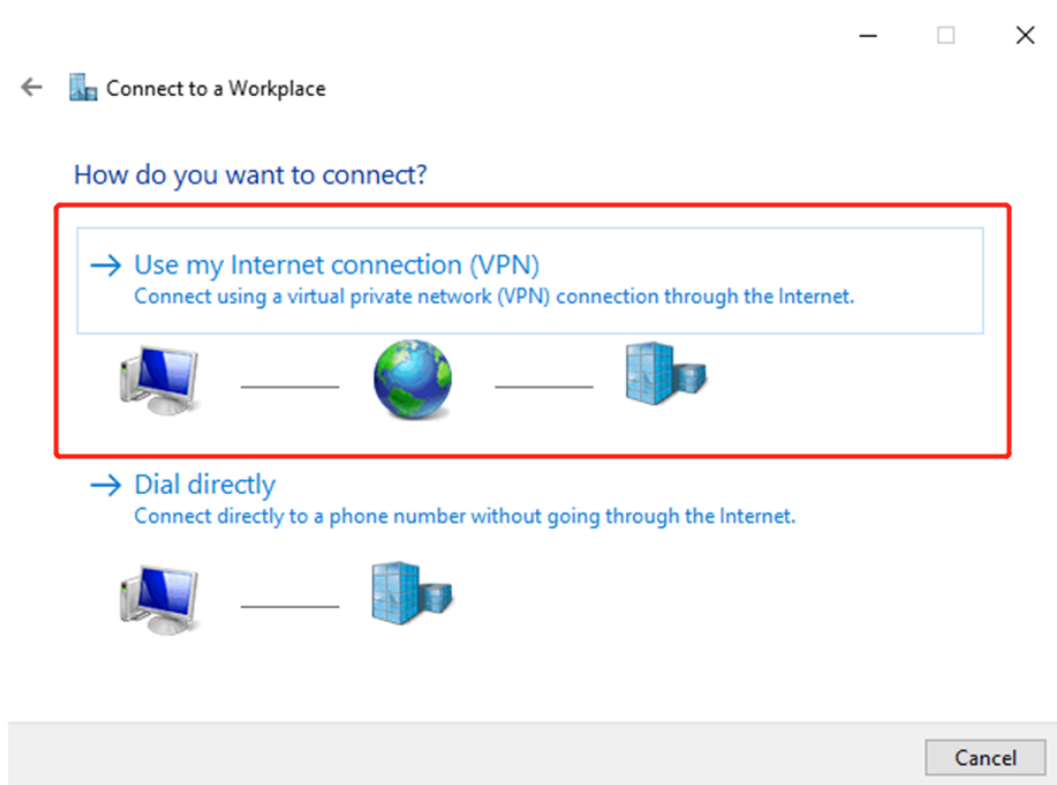 Connect to a Workplace
How do you want to connect?
Use my Internet connection (VPN)
Connect using a virtual private network (VPN) connection through the Internet.
Dial directly
Connect directly to a phone number without going through the Internet.
Cancel